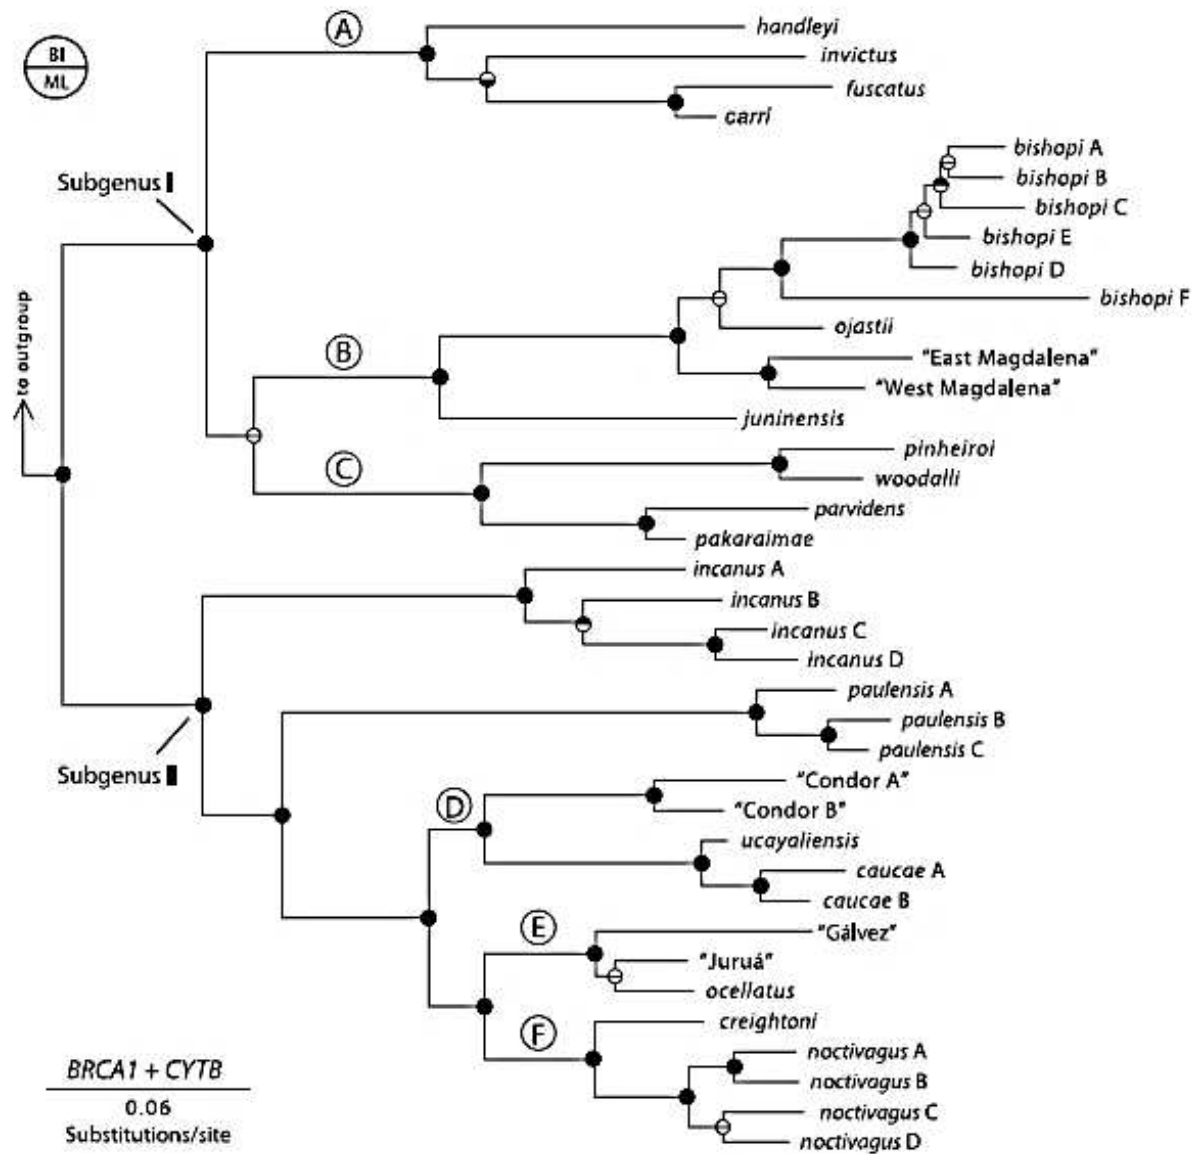 BI
ML
A
handleyi
invictus
fuscatus
carri
bishopi A
bishopi B
Subgenus I
bishopi C
bishopi E
bishopi D
bishopi F
to outgroup
ojastii
B
"East Magdalena"
"West Magdalena"
juninensis
pinheiroi
C
woodalli
parvidens
pakaraimae
incanus A
incanus B
incanus C
incanus D
paulensis A
paulensis B
paulensis C
Subgenus II
"Condor A"
D
"Condor B"
ucayaliensis
caucae A
caucae B
E
"Gálvez"
"Juruá"
ocellatus
creightoni
F
noctivagus A
BRCA1 + CYTB
noctivagus B
0.06
noctivagus C
Substitutions/site
noctivagus D